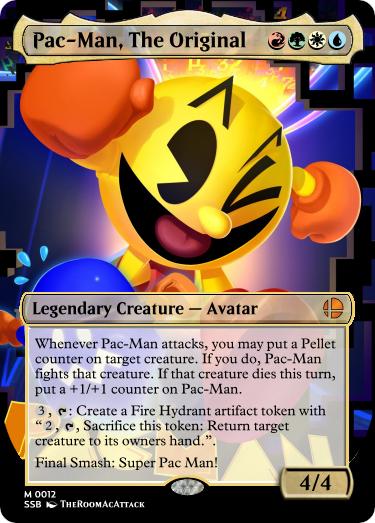 Pac-Man, The Original
Legendary Creature — Avatar
Whenever Pac-Man attacks, you may put a Pellet
counter on target creature. If you do, Pac-Man
fights that creature. If that creature dies this turn,
put a +1/+1 counter on Pac-Man.
3, : Create a Fire Hydrant artifact token with
“2, , Sacrifice this token: Return target
creature to its owners hand.”.
Final Smash: Super Pac Man!
4/4
M 0012
SSB TheRoomAcAttack